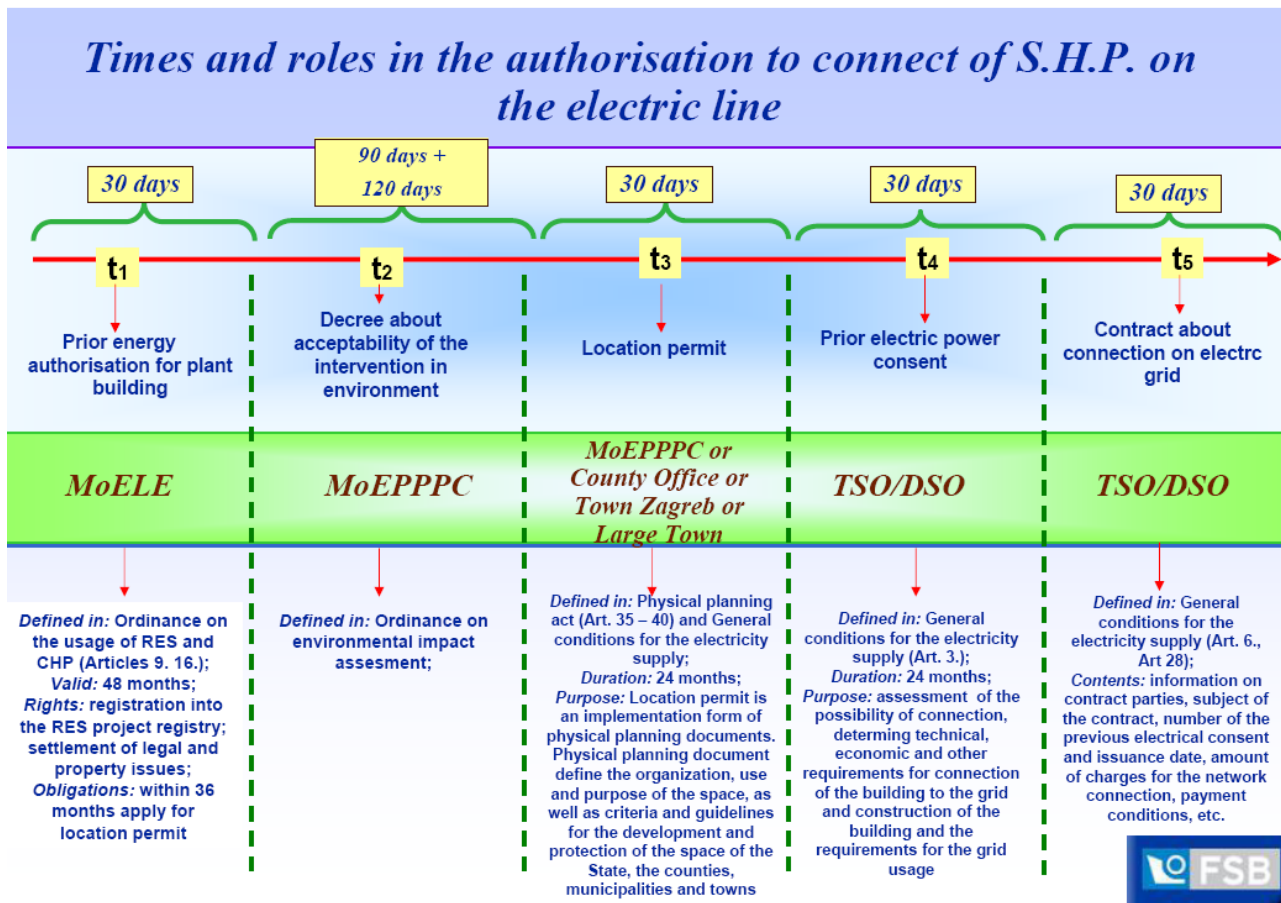 Times and roles in the authorisation to connect of S.H.P. on
the electric line
30 days
90 days +
120 days
30 days
30 days
30 days
t1
t2
t3
t4
t5
Prior energy
authorisation for plant
building
Decree about
acceptability of the
intervention in
environment
Location permit
Prior electric power
consent
Contract about
connection on electrc
grid
MoELE
MoEPPPC
MoEPPPC or
County Office or
Town Zagreb or
Large Town
TSO/DSO
TSO/DSO
Defined in: Ordinance on
the usage of RES and
CHP (Articles 9. 16.);
Valid: 48 months;
Rights: registration into
the RES project registry;
settlement of legal and
property issues;
Obligations: within 36
months apply for
location permit
Defined in: Ordinance on
environmental impact
assesment;
Defined in: Physical planning
act (Art. 35 – 40) and General
conditions for the electricity
supply;
Duration: 24 months;
Purpose: Location permit is
an implementation form of
physical planning documents.
Physical planning document
define the organization, use
and purpose of the space, as
well as criteria and guidelines
for the development and
protection of the space of the
State, the counties,
municipalities and towns
Defined in: General
conditions for the electricity
supply (Art. 3.);
Duration: 24 months;
Purpose: assessment of the
possibility of connection,
determing technical,
economic and other
requirements for connection
of the building to the grid
and construction of the
building and the
requirements for the grid
usage
Defined in: General
conditions for the
electricity supply (Art. 6.,
Art 28);
Contents: information on
contract parties, subject of
the contract, number of the
previous electrical consent
and issuance date, amount
of charges for the network
connection, payment
conditions, etc.
FSB